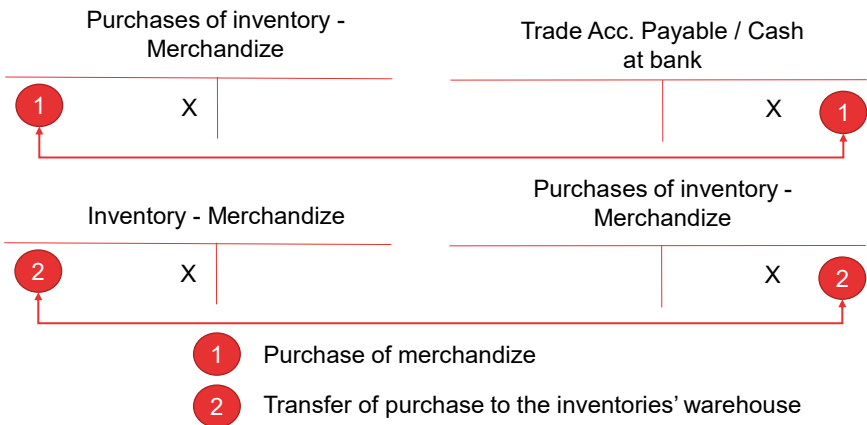 Purchases of inventory -
Merchandize
Trade Acc. Payable / Cash
at bank
1 X X 1
Inventory - Merchandize
Purchases of inventory -
Merchandize
2 X X 2
1 Purchase of merchandize
2 Transfer of purchase to the inventories’ warehouse